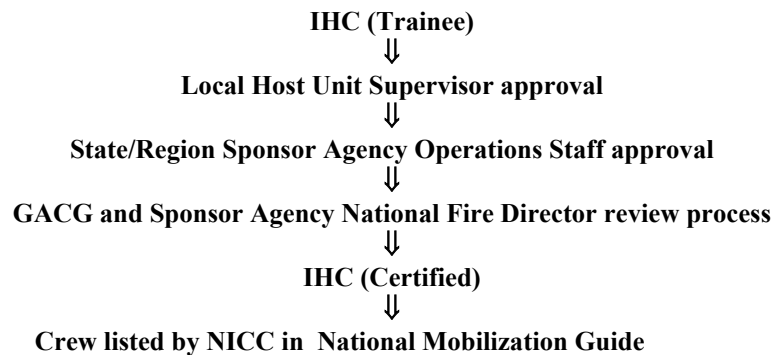 IHC (Trainee)
⇓
Local Host Unit Supervisor approval
⇓
State/Region Sponsor Agency Operations Staff approval
⇓
GACG and Sponsor Agency National Fire Director review process
⇓
IHC (Certified)
⇓
Crew listed by NICC in National Mobilization Guide